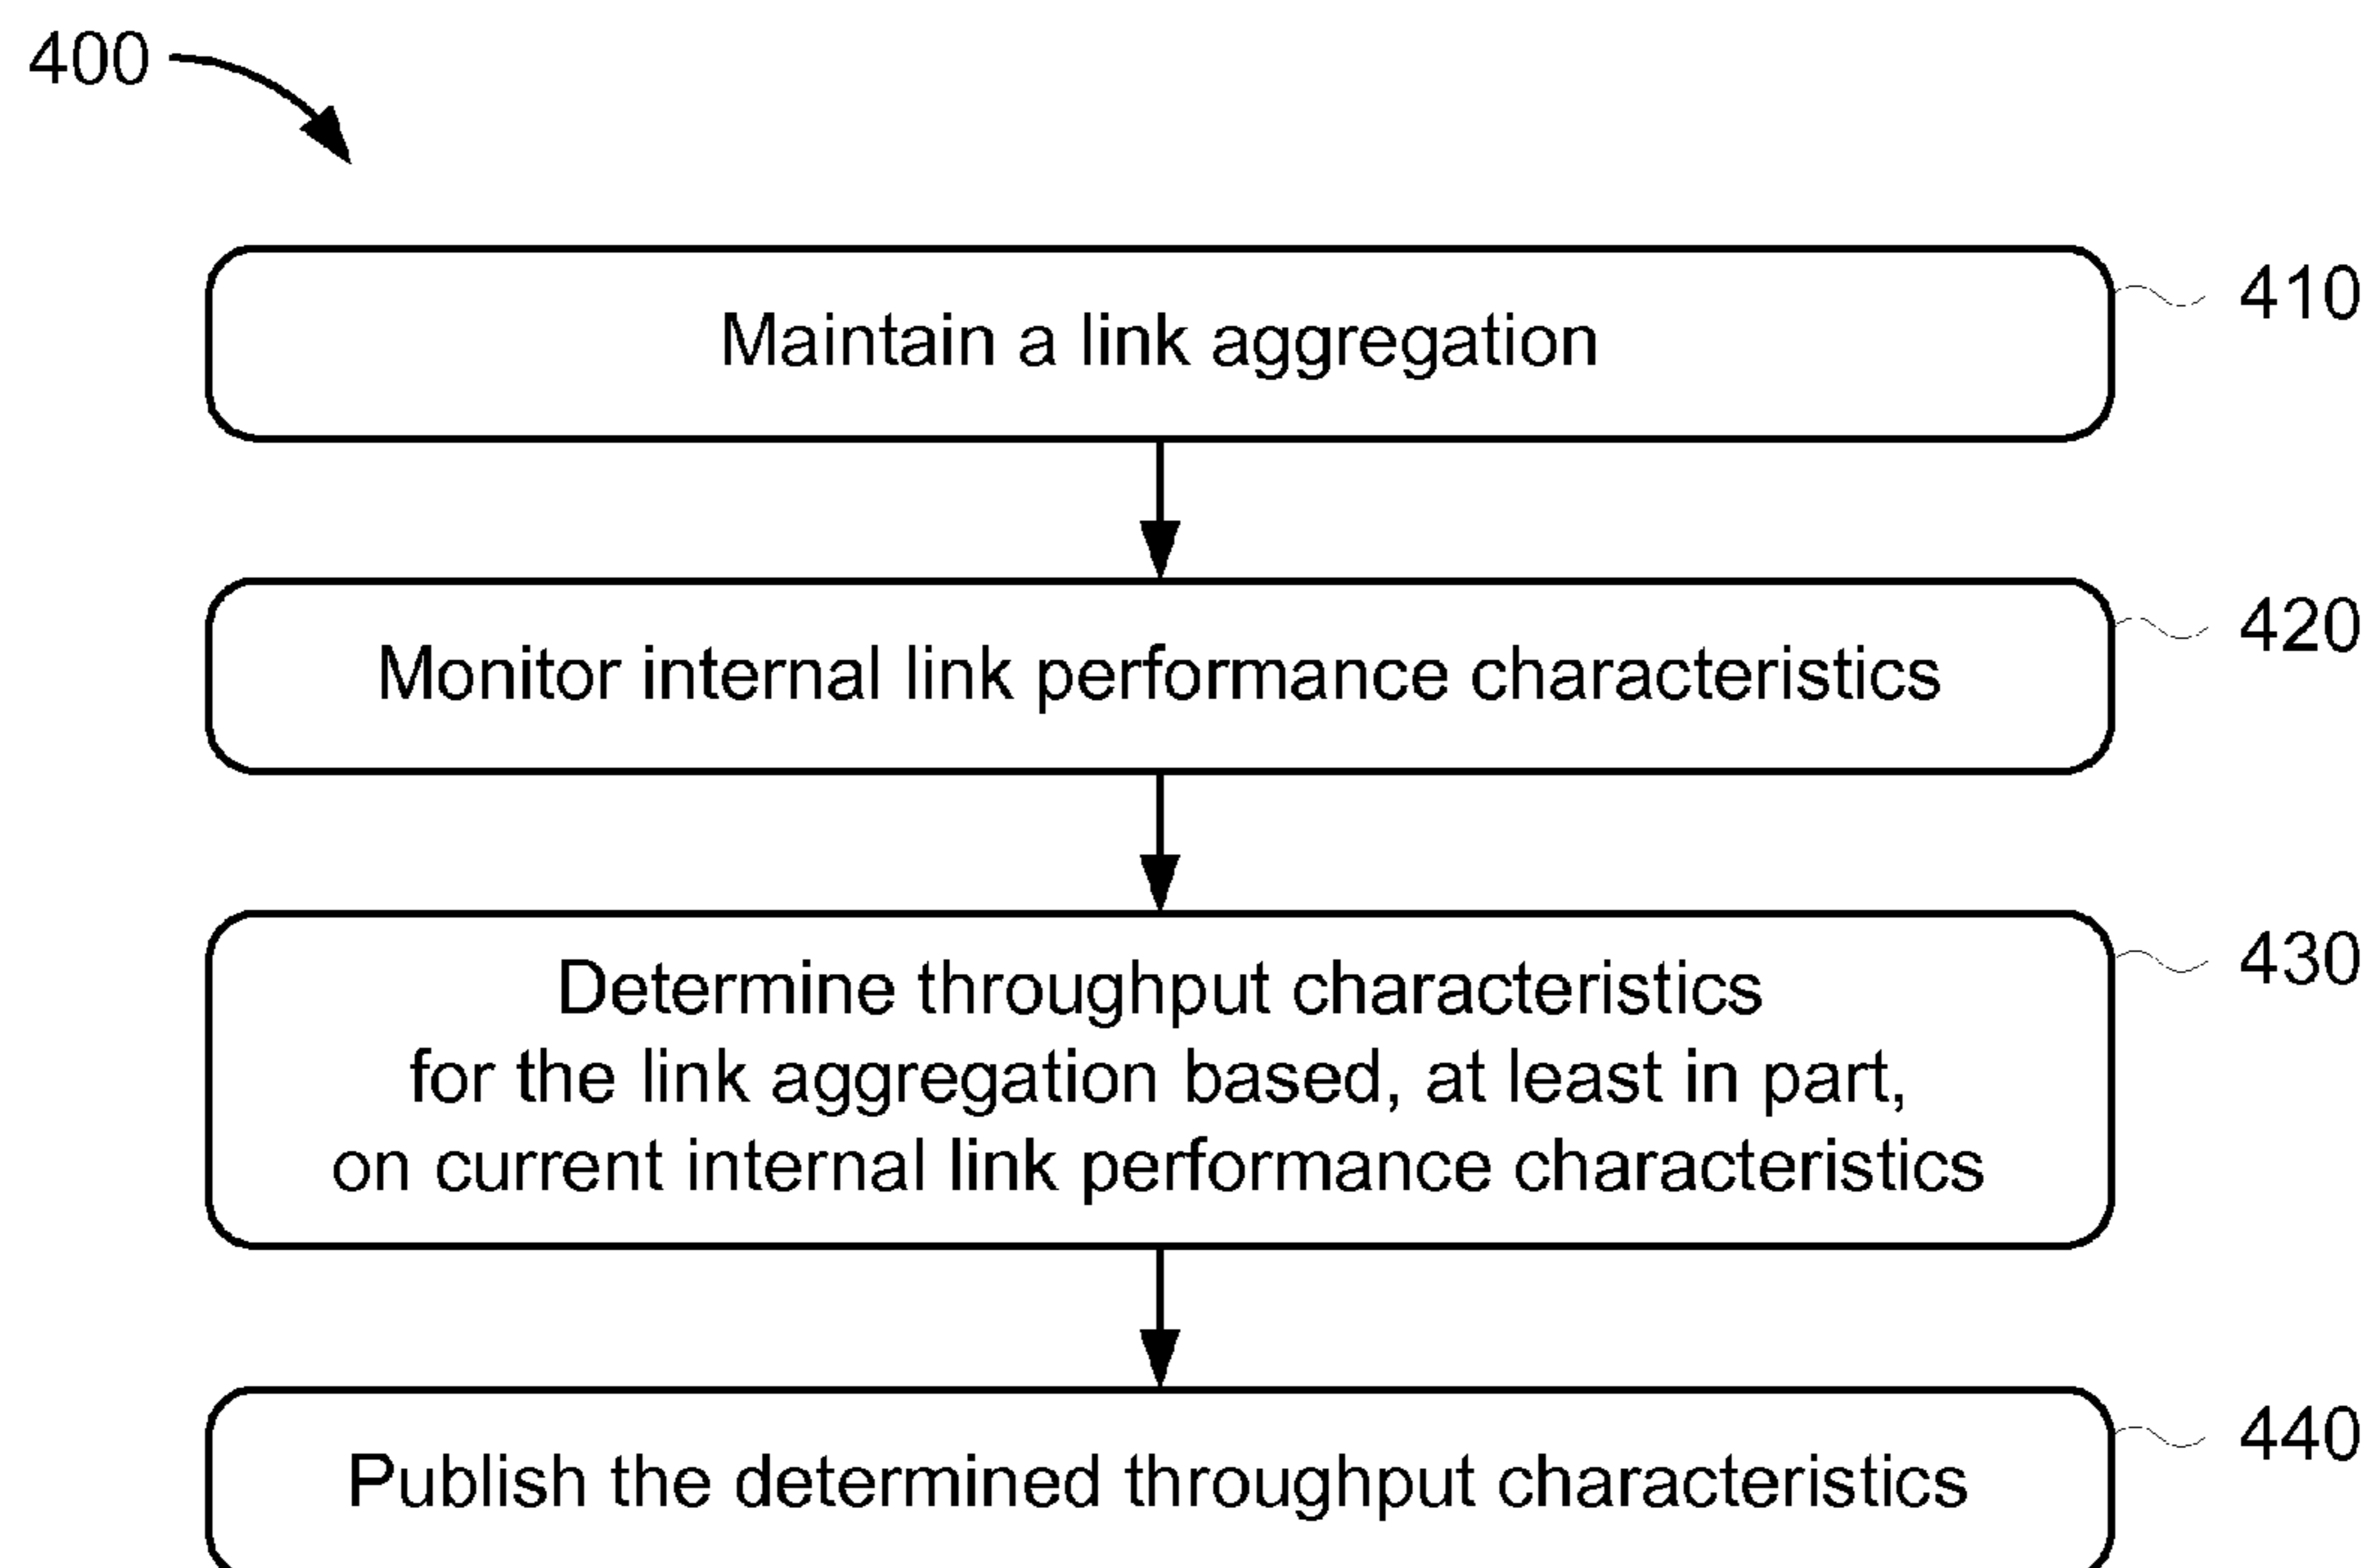 400
Maintain a link aggregation
410
Monitor internal link performance characteristics
420
Determine throughput characteristics
for the link aggregation based, at least in part,
on current internal link performance characteristics
430
Publish the determined throughput characteristics
440